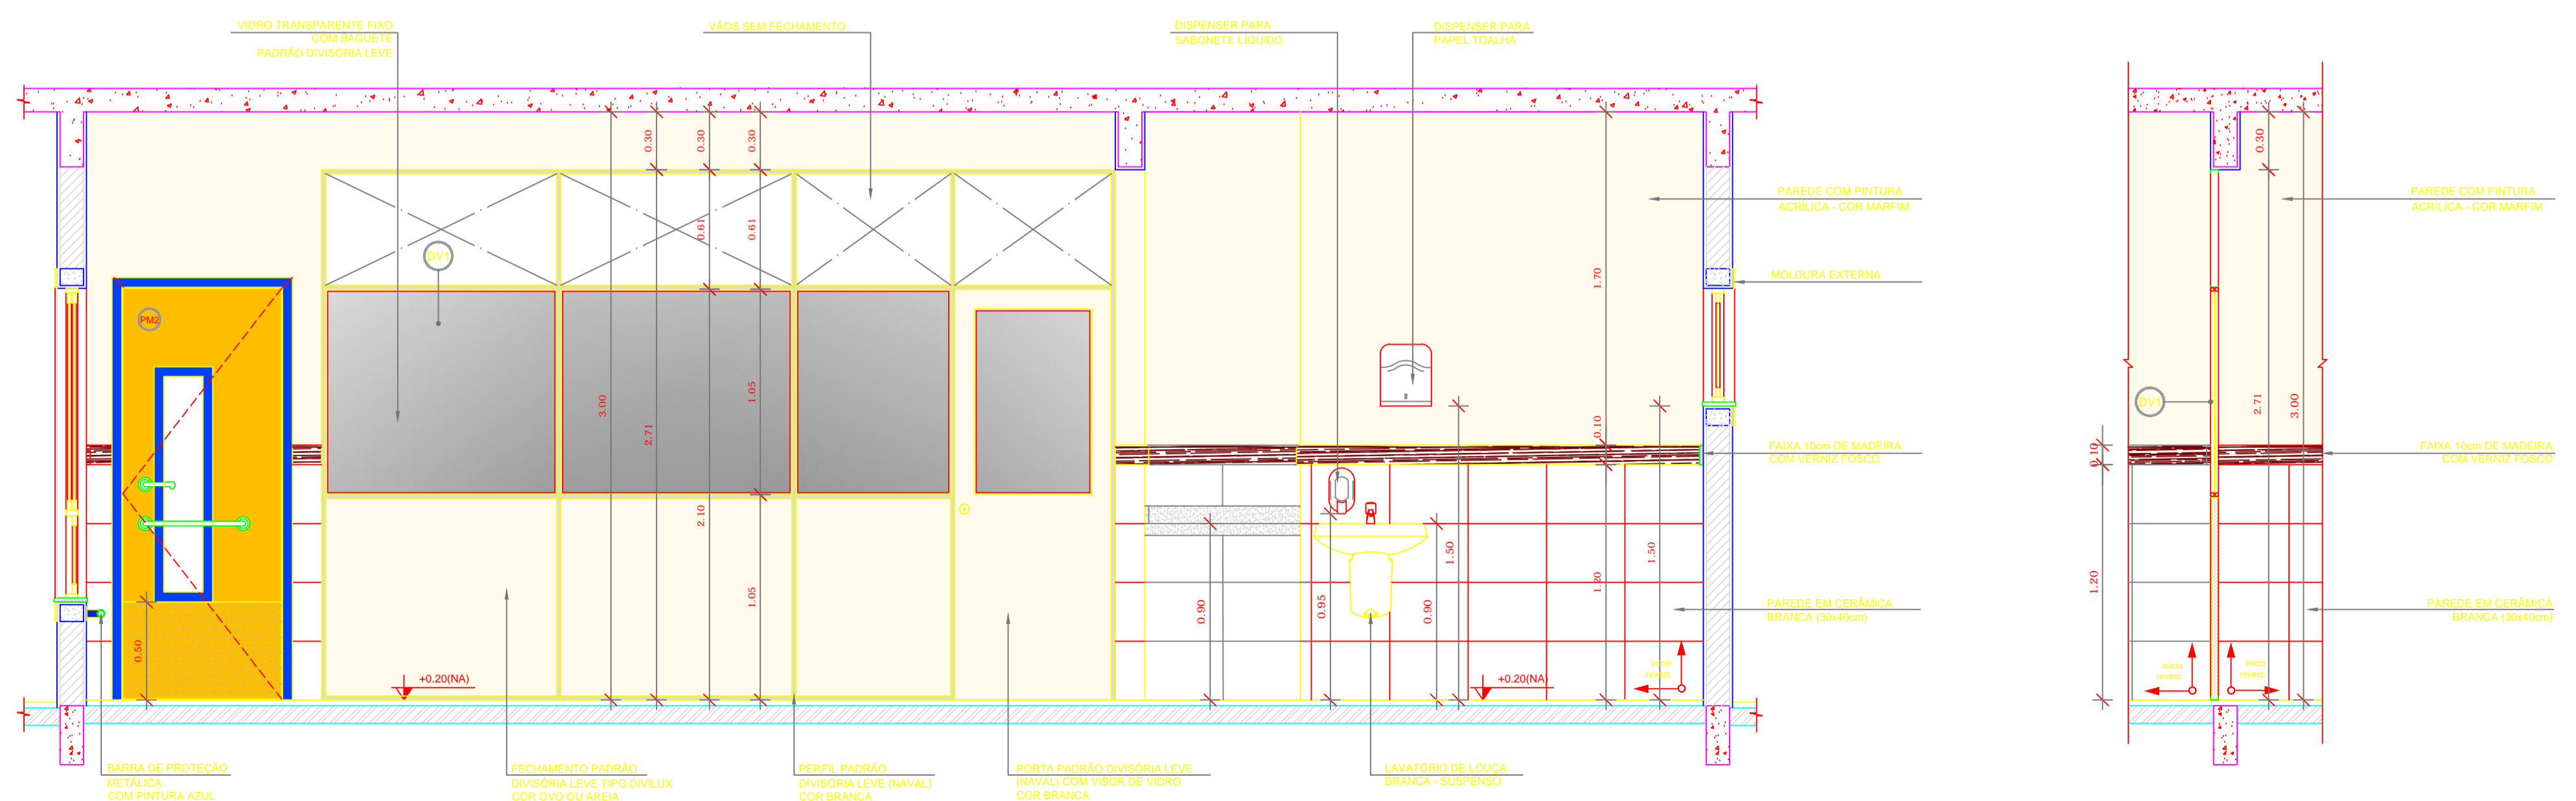 VIDRO TRANSPARENTE FIXO
COM BAGUETE
PADRÃO DIVISÓRIA LEVE
VÃOS SEM FECHAMENTO
DISPENSER PARA
SABONETE LÍQUIDO
DISPENSER PARA
PAPEL TOALHA
0.30
0.30
0.30
0.30
PAREDE COM PINTURA
ACRÍLICA - COR MARFIM
PAREDE COM PINTURA
ACRÍLICA - COR MARFIM
0.61
0.61
DV1
1.70
MOLDURA EXTERNA
PM2
3.00
2.71
1.05
0.10
DV1
2.71
3.00
FAIXA 10cm DE MADEIRA
COM VERNIZ FOSCO
0.10
FAIXA 10cm DE MADEIRA
COM VERNIZ FOSCO
2.10
1.05
0.50
0.90
0.95
1.50
0.90
1.20
1.50
1.20
PAREDE EM CERÂMICA
BRANCA (30x40cm)
PAREDE EM CERÂMICA
BRANCA (30x40cm)
início
revest.
início
revest.
início
revest.
+0.20(NA)
+0.20(NA)
BARRA DE PROTEÇÃO
METÁLICA
COM PINTURA AZUL
FECHAMENTO PADRÃO
DIVISÓRIA LEVE TIPO DIVILUX
COR OVO OU AREIA
PERFIL PADRÃO
DIVISÓRIA LEVE (NAVAL)
COR BRANCA
PORTA PADRÃO DIVISÓRIA LEVE
(NAVAL) COM VISOR DE VIDRO
COR BRANCA
LAVATÓRIO DE LOUÇA
BRANCA - SUSPENSO